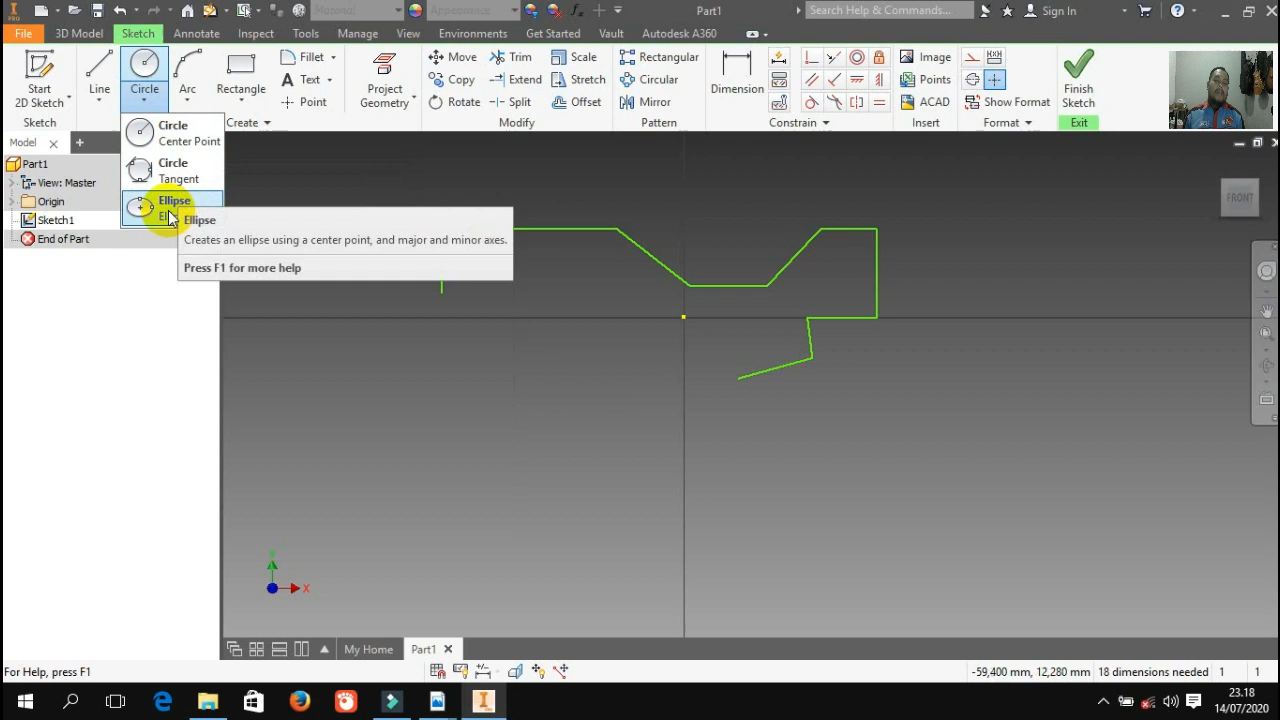 Material
Appearance
Part1
Search Help & Commands...
Sign In
PRO
File
3D Model
Sketch
Annotate
Inspect
Tools
Manage
View
Environments
Get Started
Vault
Autodesk A360
Start
2D Sketch
Line
Circle
Arc
Rectangle
Fillet
Text
Point
Project
Geometry
Move
Copy
Rotate
Trim
Extend
Split
Scale
Stretch
Offset
Rectangular
Circular
Mirror
Dimension
Image
Points
ACAD
Show Format
Finish
Sketch
Sketch
Create
Modify
Pattern
Constrain
Insert
Format
Exit
Circle
Center Point
Circle
Tangent
Ellipse
Ellipse
Creates an ellipse using a center point, and major and minor axes.
Press F1 for more help
Model
Part1
View: Master
Origin
Sketch1
End of Part
FRONT
X
My Home
Part1
For Help, press F1
-59,400 mm, 12,280 mm
18 dimensions needed
1
1
23.18
14/07/2020